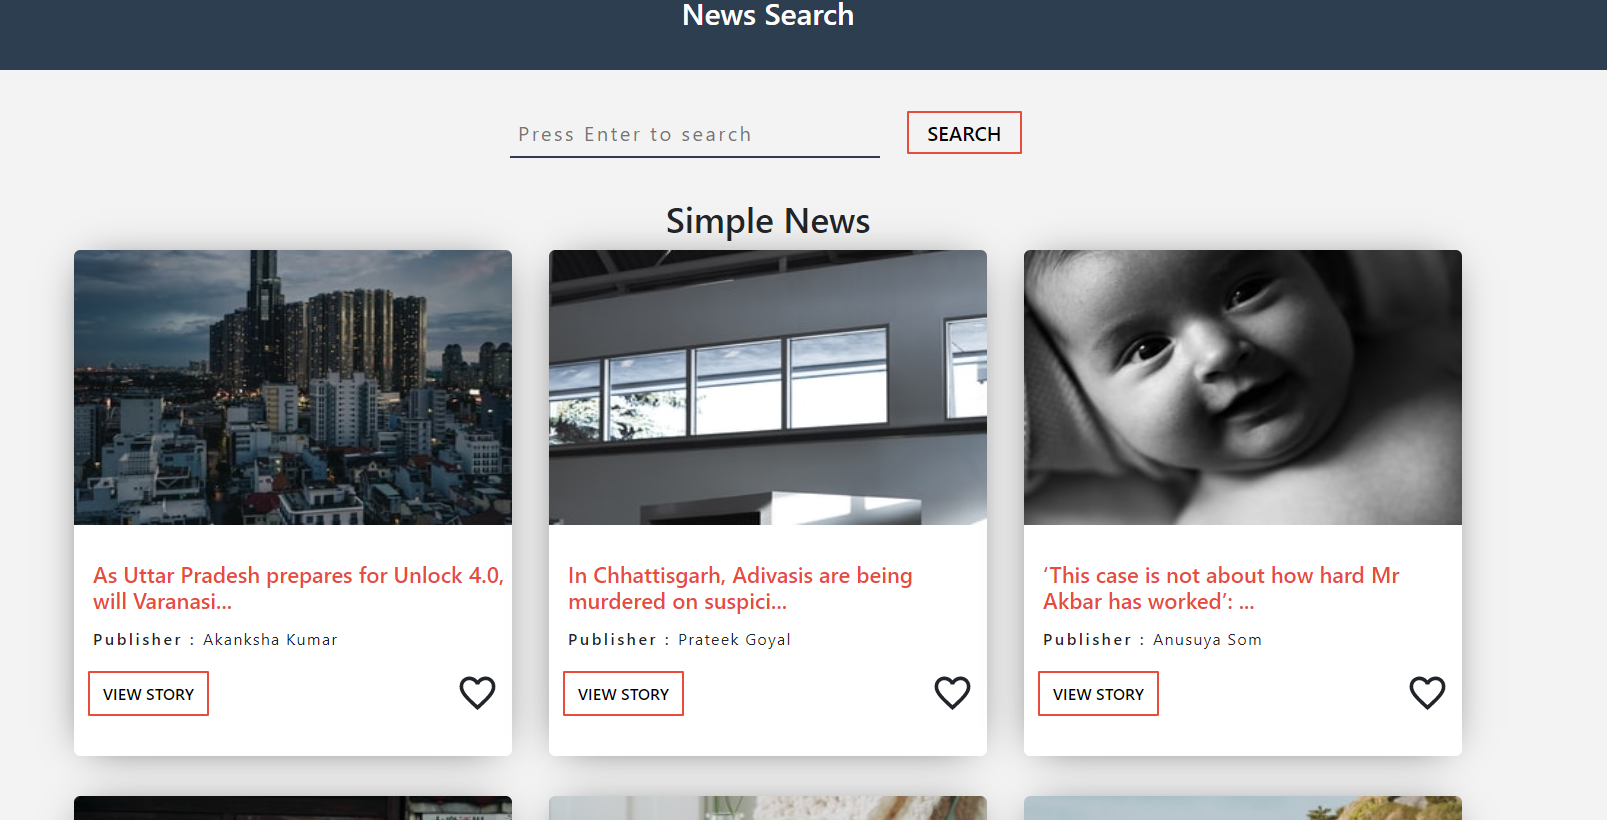 News Search
Press Enter to search
SEARCH
Simple News
As Uttar Pradesh prepares for Unlock 4.0,
will Varanasi...
Publisher : Akanksha Kumar
VIEW STORY
In Chhattisgarh, Adivasis are being
murdered on suspici...
Publisher : Prateek Goyal
VIEW STORY
‘This case is not about how hard Mr
Akbar has worked’: ...
Publisher : Anusuya Som
VIEW STORY